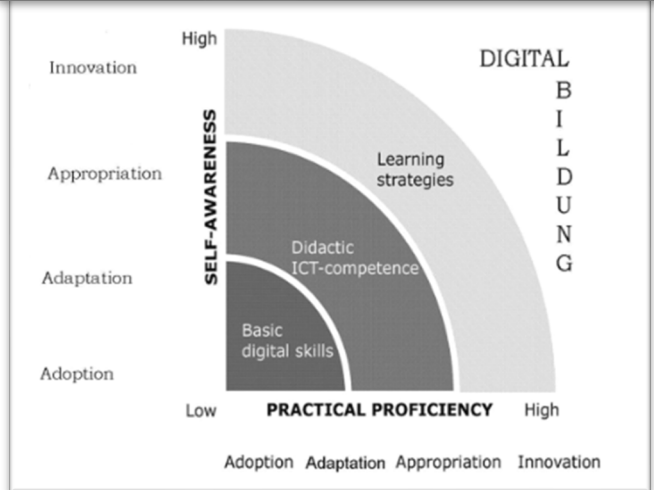 High
Innovation
DIGITAL
BILDUNG
Appropriation
SELF-AWARENESS
Learning
strategies
Didactic
ICT-competence
Adaptation
Basic
digital skills
Adoption
Low
PRACTICAL PROFICIENCY
High
Adoption Adaptation Appropriation Innovation